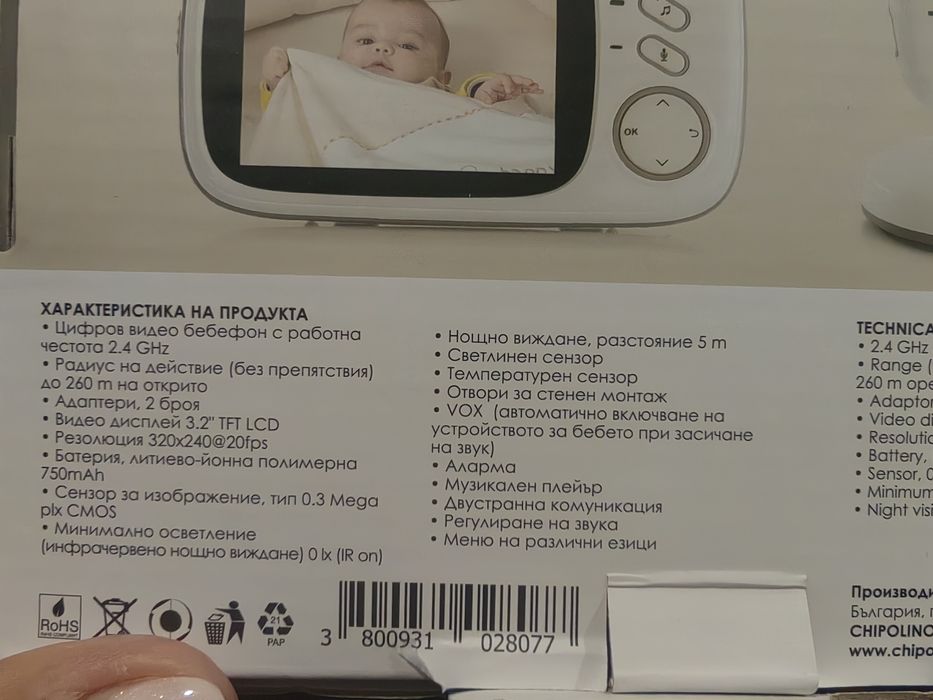 OK
ХАРАКТЕРИСТИКА НА ПРОДУКТА
• Цифров видео бебефон с работна
честота 2.4 GHz
• Радиус на действие (без препятствия)
до 260 m на открито
• Адаптери, 2 броя
• Видео дисплей 3.2" TFT LCD
• Резолюция 320x240@20fps
• Батерия, литиево-йонна полимерна
750mAh
• Сензор за изображение, тип 0.3 Mega
plx CMOS
• Минимално осветление
(инфрачервено нощно виждане) 0 lx (IR on)
• Нощно виждане, разстояние 5 m
• Светлинен сензор
• Температурен сензор
• Отвори за стенен монтаж
• VOX (автоматично включване на
устройството за бебето при засичане
на звук)
• Аларма
• Музикален плейър
• Двустранна комуникация
• Регулиране на звука
• Меню на различни езици
TECHNICA
• 2.4 GHz
• Range (
260 m ope
• Adaptor
• Video di
• Resolutio
• Battery,
• Sensor, 0
• Minimum
• Night visi
RoHS
21
PAP
3 800931 028077
Производи
България, г
CHIPOLINO
www.chipo